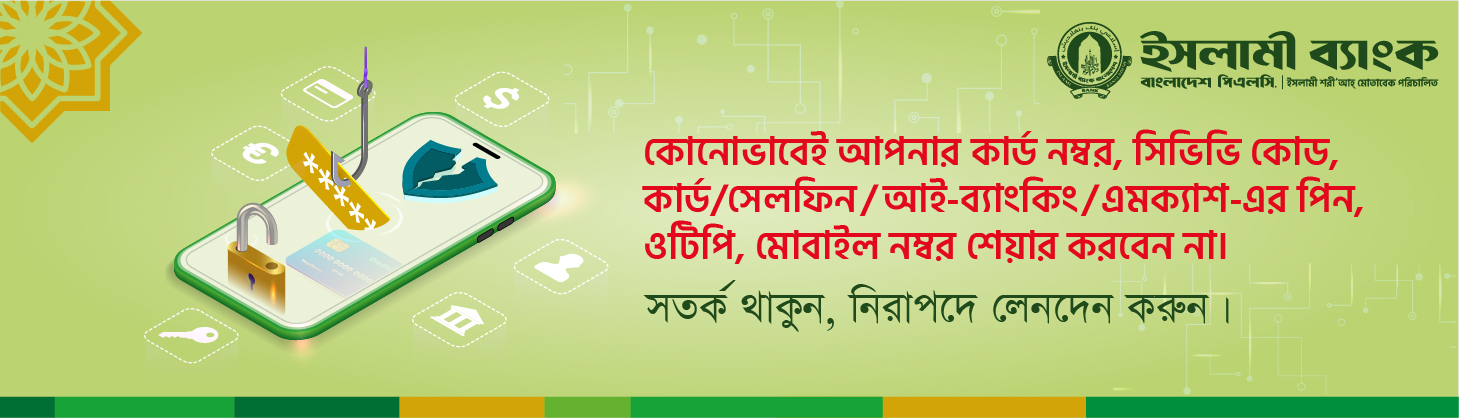 ইসলামী ব্যাংক
বাংলাদেশ পিএলসি. | ইসলামী শরী'আহ্ মোতাবেক পরিচালিত
কোনোভাবেই আপনার কার্ড নম্বর, সিভিভি কোড,
কার্ড/সেলফিন/আই-ব্যাংকিং/এমক্যাশ-এর পিন,
ওটিপি, মোবাইল নম্বর শেয়ার করবেন না।
সতর্ক থাকুন, নিরাপদে লেনদেন করুন।